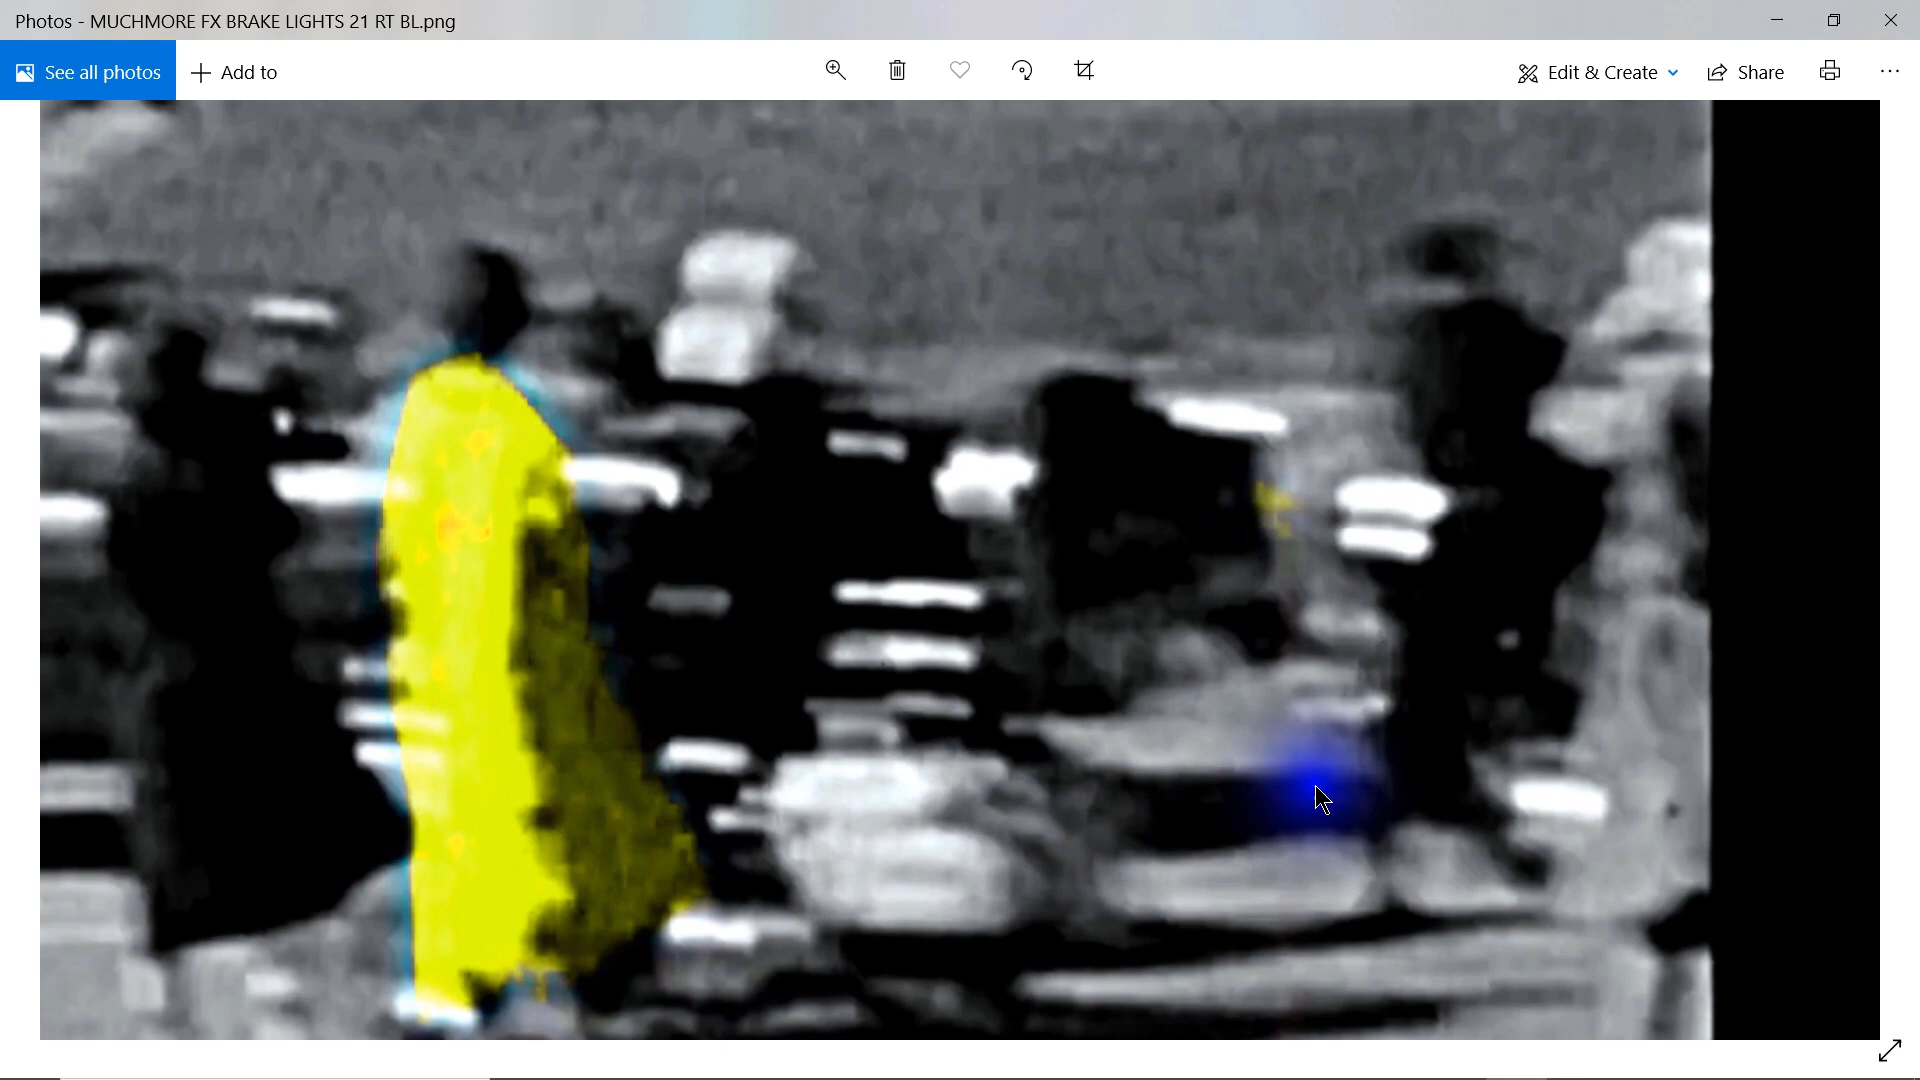 Photos - MUCHMORE FX BRAKE LIGHTS 21 RT BL.png
See all photos
Add to
Edit & Create
Share